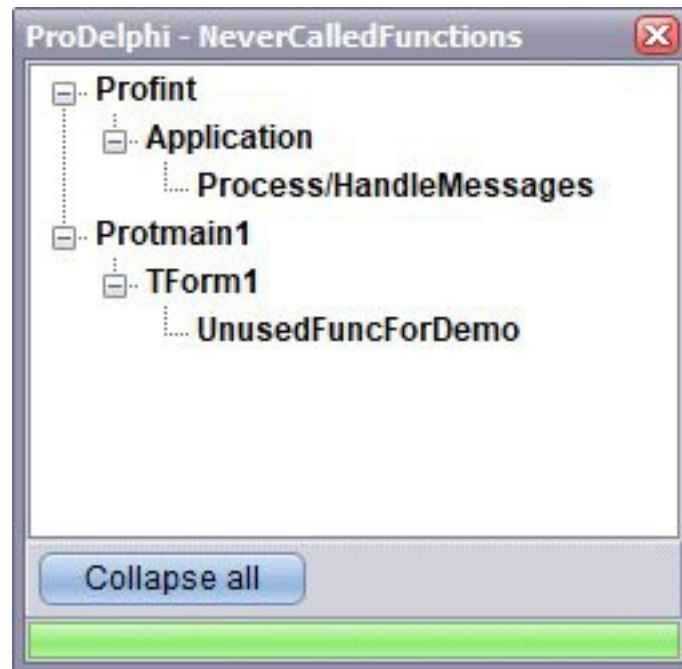 ProDelphi - NeverCalledFunctions
Profint
Application
Process/HandleMessages
Protmain1
TForm1
UnusedFuncForDemo
Collapse all